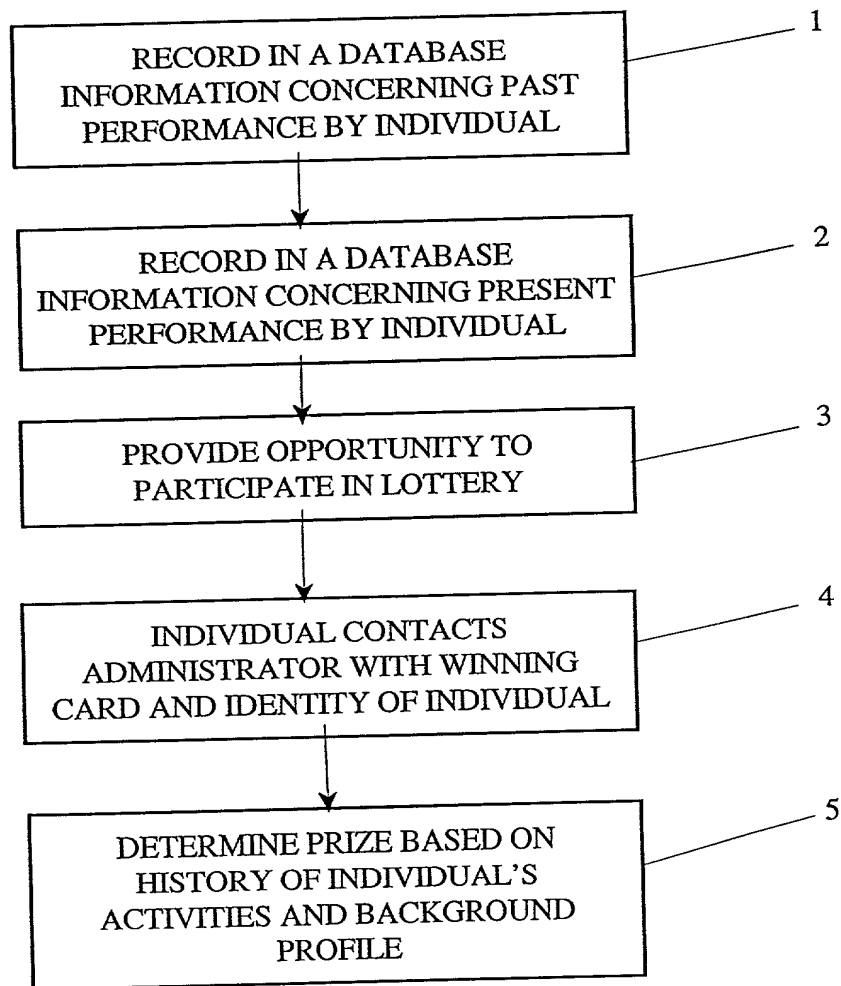 RECORD IN A DATABASE
INFORMATION CONCERNING PAST
PERFORMANCE BY INDIVIDUAL
1
RECORD IN A DATABASE
INFORMATION CONCERNING PRESENT
PERFORMANCE BY INDIVIDUAL
2
PROVIDE OPPORTUNITY TO
PARTICIPATE IN LOTTERY
3
INDIVIDUAL CONTACTS
ADMINISTRATOR WITH WINNING
CARD AND IDENTITY OF INDIVIDUAL
4
DETERMINE PRIZE BASED ON
HISTORY OF INDIVIDUAL'S
ACTIVITIES AND BACKGROUND
PROFILE
5